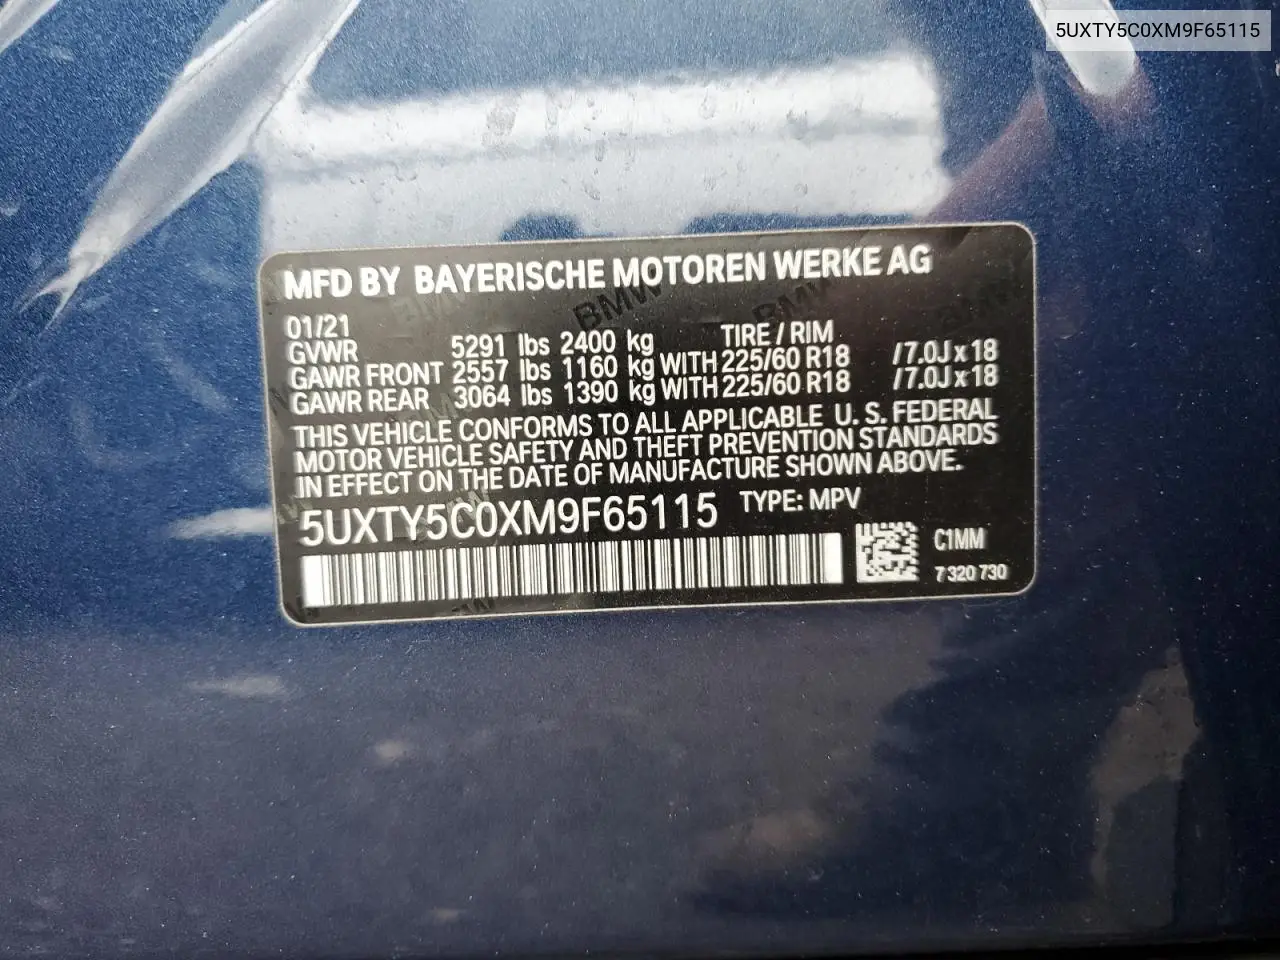 5UXTY5C0XM9F65115
MFD BY BAYERISCHE MOTOREN WERKE AG
01/21
GVWR 5291 lbs 2400 kg TIRE / RIM
GAWR FRONT 2557 lbs 1160 kg WITH 225/60 R18 /7.0J x 18
GAWR REAR 3064 lbs 1390 kg WITH 225/60 R18 /7.0J x 18
THIS VEHICLE CONFORMS TO ALL APPLICABLE U. S. FEDERAL
MOTOR VEHICLE SAFETY AND THEFT PREVENTION STANDARDS
IN EFFECT ON THE DATE OF MANUFACTURE SHOWN ABOVE.
5UXTY5C0XM9F65115 TYPE: MPV
C1MM
7 320 730
BMW
BMW
BMW